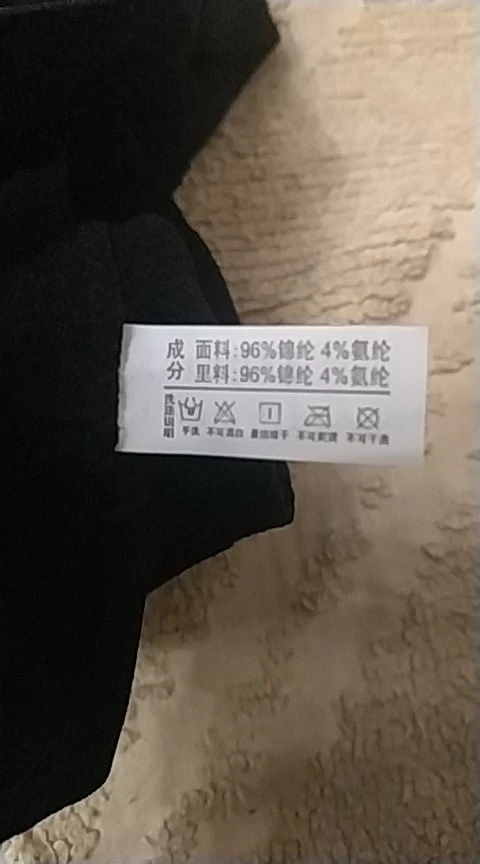 成分
面料:96%锦纶 4%氨纶
里料:96%锦纶 4%氨纶
洗涤说明
手洗 不可漂白 悬挂晾干 不可熨烫 不可干洗